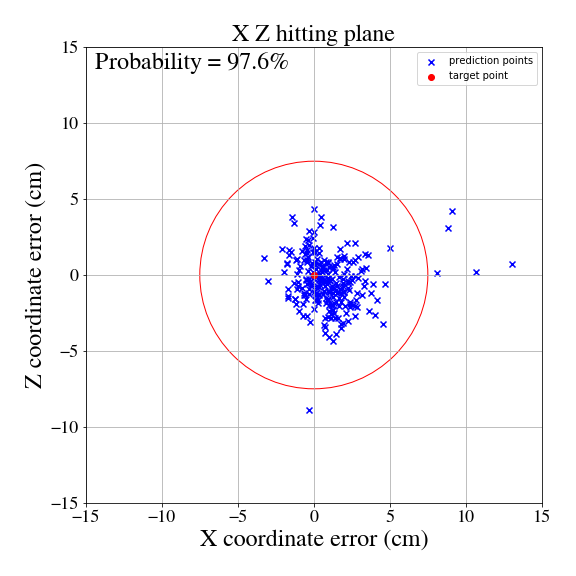 X Z hitting plane
Probability = 97.6%
prediction points
target point
Z coordinate error (cm)
15
10
5
0
−5
−10
−15
−15
−10
−5
0
5
10
15
X coordinate error (cm)